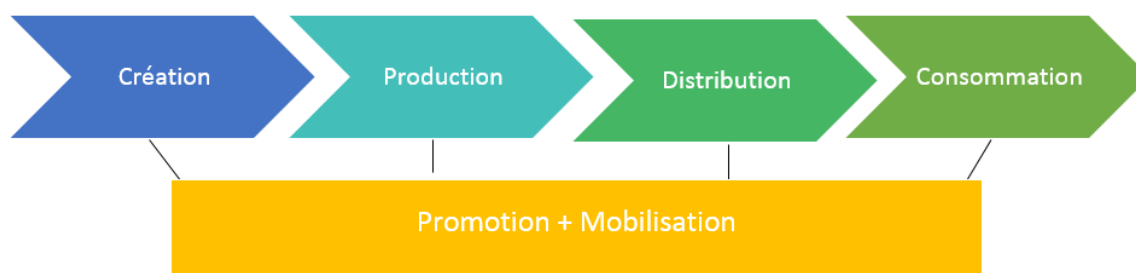 Création
Production
Distribution
Consommation
Promotion + Mobilisation